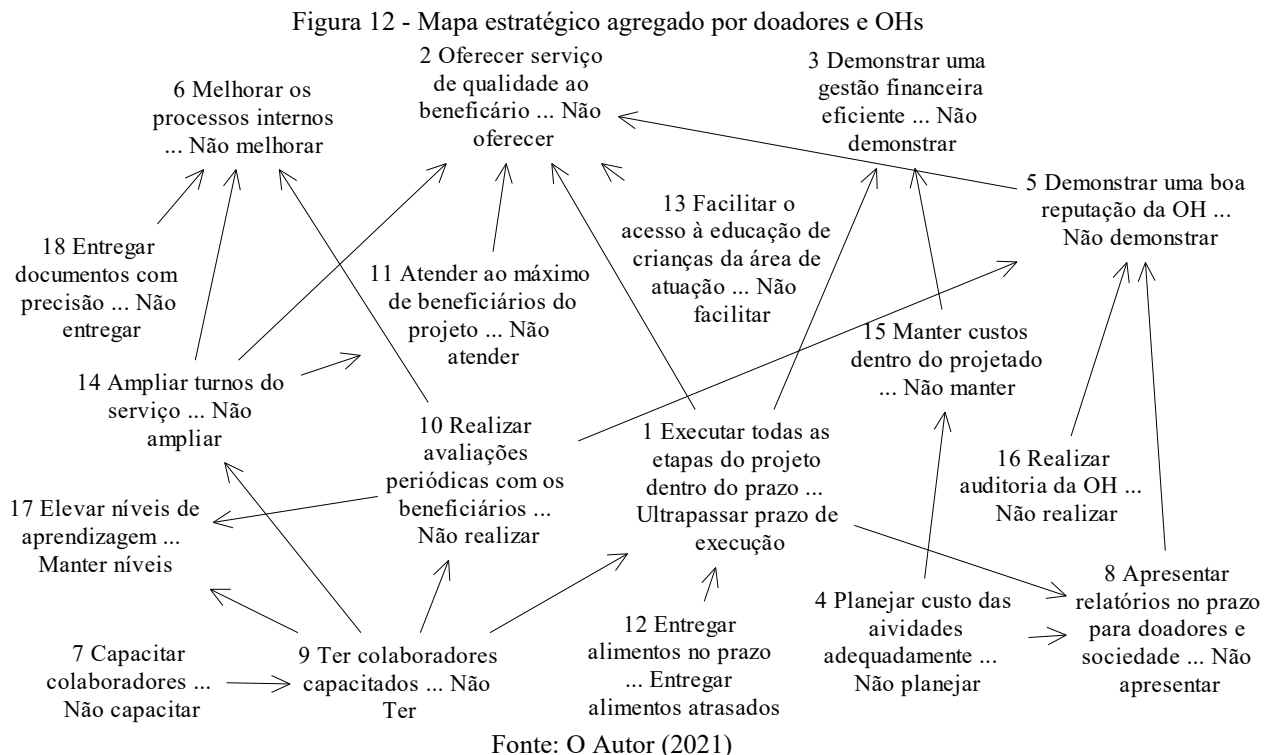 Figura 12 - Mapa estratégico agregado por doadores e OHs
2 Oferecer serviço
de qualidade ao
beneficário ... Não
oferecer
3 Demonstrar uma
gestão financeira
eficiente ... Não
demonstrar
6 Melhorar os
processos internos
... Não melhorar
5 Demonstrar uma boa
reputação da OH ...
Não demonstrar
13 Facilitar o
acesso à educação de
crianças da área de
atuação ... Não
facilitar
18 Entregar
documentos com
precisão ... Não
entregar
11 Atender ao máximo
de beneficiários do
projeto ... Não
atender
15 Manter custos
dentro do projetado
... Não manter
14 Ampliar turnos do
serviço ... Não
ampliar
10 Realizar
avaliações
periódicas com os
beneficiários ...
Não realizar
1 Executar todas as
etapas do projeto
dentro do prazo ...
Ultrapassar prazo de
execução
16 Realizar
auditoria da OH ...
Não realizar
17 Elevar níveis de
aprendizagem ...
Manter níveis
8 Apresentar
relatórios no prazo
para doadores e
sociedade ... Não
apresentar
4 Planejar custo das
aividades
adequadamente ...
Não planejar
12 Entregar
alimentos no prazo
... Entregar
alimentos atrasados
7 Capacitar
colaboradores ...
Não capacitar
9 Ter colaboradores
capacitados ... Não
Ter
Fonte: O Autor (2021)